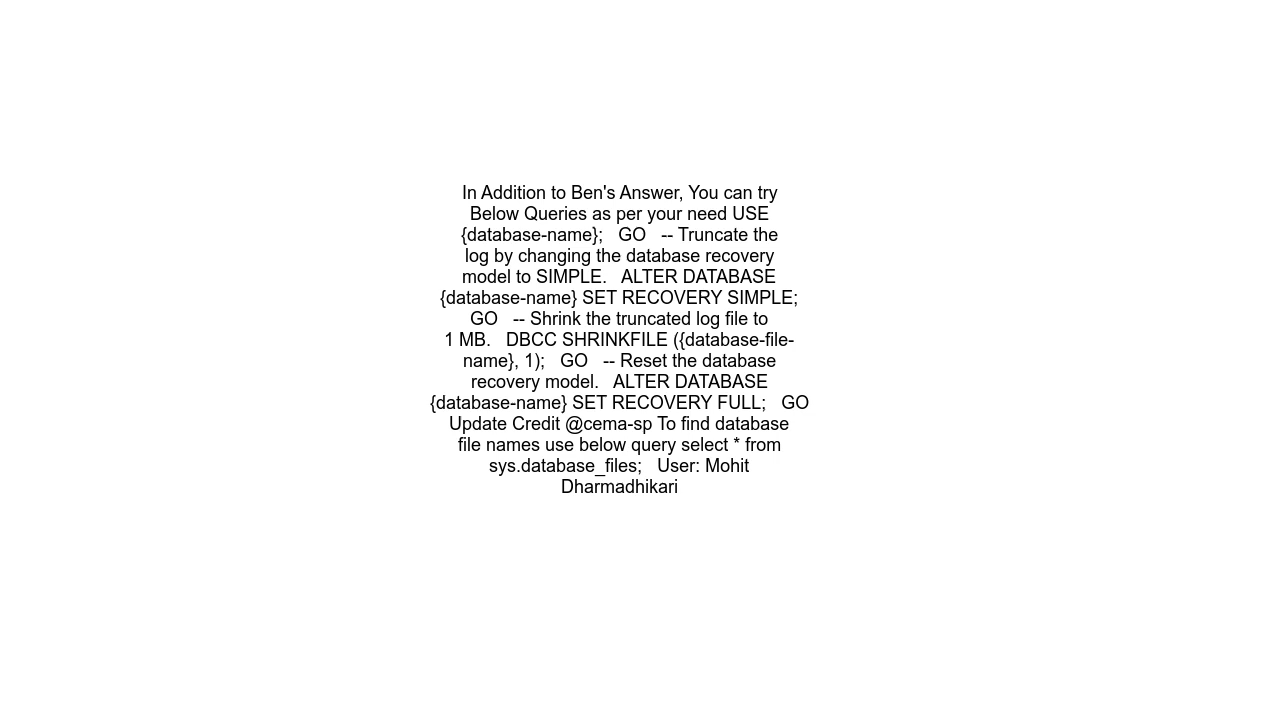 In Addition to Ben's Answer, You can try
Below Queries as per your need USE
{database-name};   GO   -- Truncate the
log by changing the database recovery
model to SIMPLE.   ALTER DATABASE
{database-name} SET RECOVERY SIMPLE;
GO   -- Shrink the truncated log file to
1 MB.   DBCC SHRINKFILE ({database-file-
name}, 1);   GO   -- Reset the database
recovery model.   ALTER DATABASE
{database-name} SET RECOVERY FULL;   GO
Update Credit @cema-sp To find database
file names use below query select * from
sys.database_files;   User: Mohit
Dharmadhikari